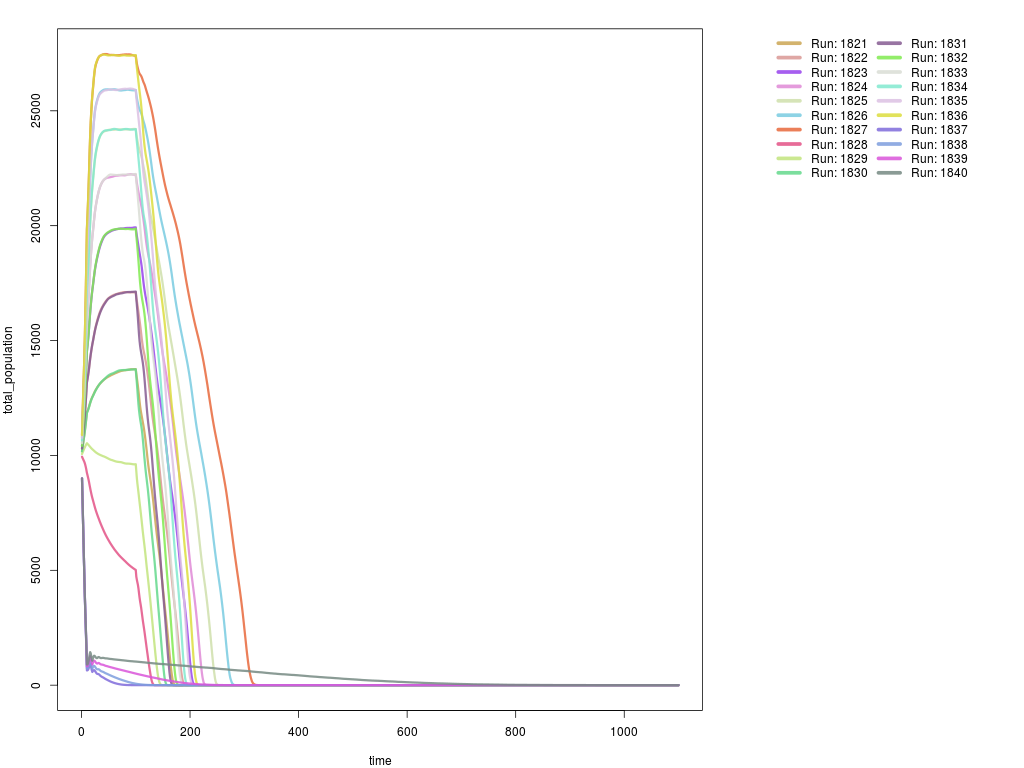 Run: 1821
Run: 1822
Run: 1823
Run: 1824
Run: 1825
Run: 1826
Run: 1827
Run: 1828
Run: 1829
Run: 1830
Run: 1831
Run: 1832
Run: 1833
Run: 1834
Run: 1835
Run: 1836
Run: 1837
Run: 1838
Run: 1839
Run: 1840
total_population
25000
20000
15000
10000
5000
0
0 200 400 600 800 1000
time